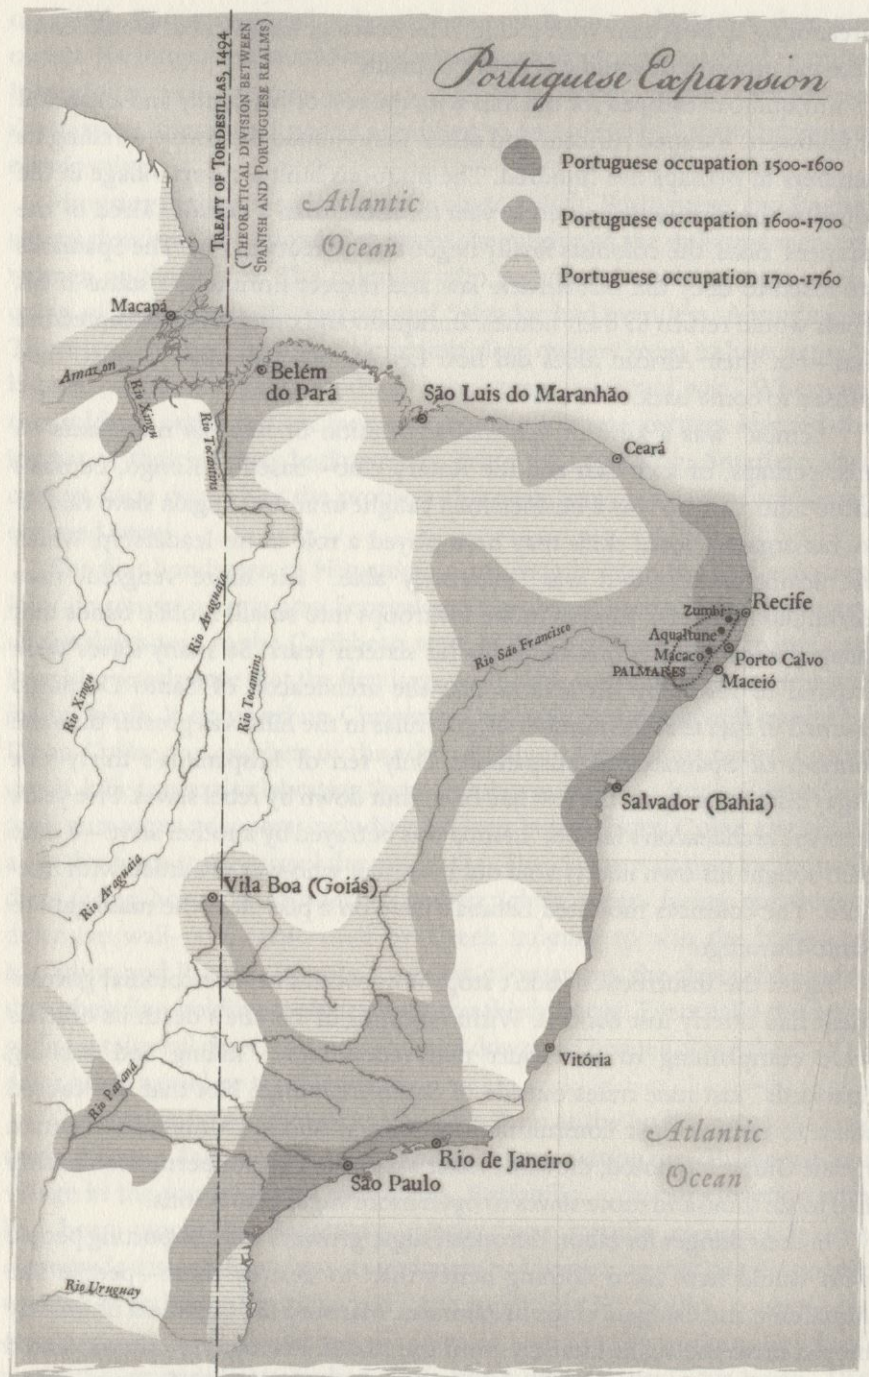 Portuguese Expansion
TREATY OF TORDESILLAS, 1494
(THEORETICAL DIVISION BETWEEN
SPANISH AND PORTUGUESE REALMS)
Portuguese occupation 1500-1600
Portuguese occupation 1600-1700
Portuguese occupation 1700-1760
Atlantic
Ocean
Macapá
Amazon
Rio Xingu
Rio Tocantins
Belém
do Pará
São Luis do Maranhão
Ceará
Rio Araguaia
Rio Xingu
Rio Tocantins
Rio São Francisco
Zumbi
Recife
Aqualtune
Macaco
PALMARES
Porto Calvo
Maceió
Salvador (Bahia)
Rio Araguaia
Vila Boa (Goiás)
Vitória
Rio Paraná
Rio de Janeiro
São Paulo
Atlantic
Ocean
Rio Uruguay